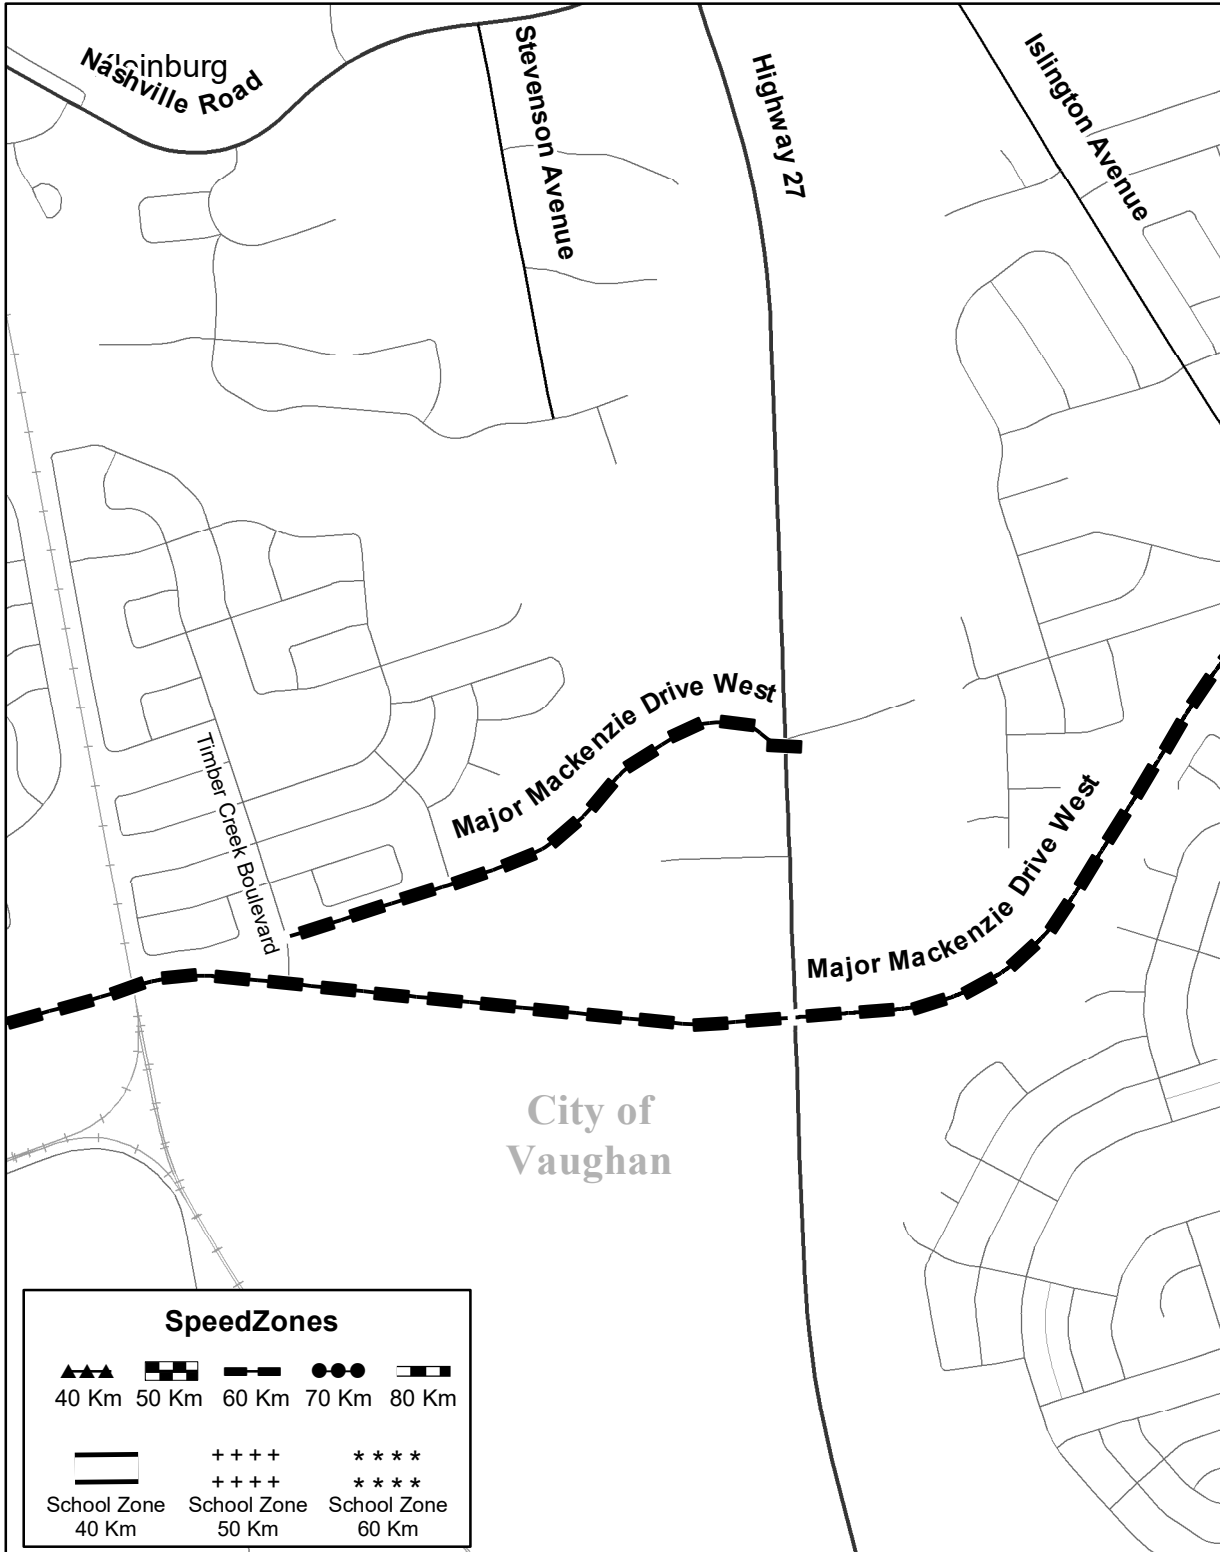 Nashville Road
Stevenson Avenue
Highway 27
Islington Avenue
Major Mackenzie Drive West
Timber Creek Boulevard
Major Mackenzie Drive West
City of
Vaughan
SpeedZones
40 Km 50 Km 60 Km 70 Km 80 Km
++++ ****
++++ ****
School Zone School Zone School Zone
40 Km 50 Km 60 Km